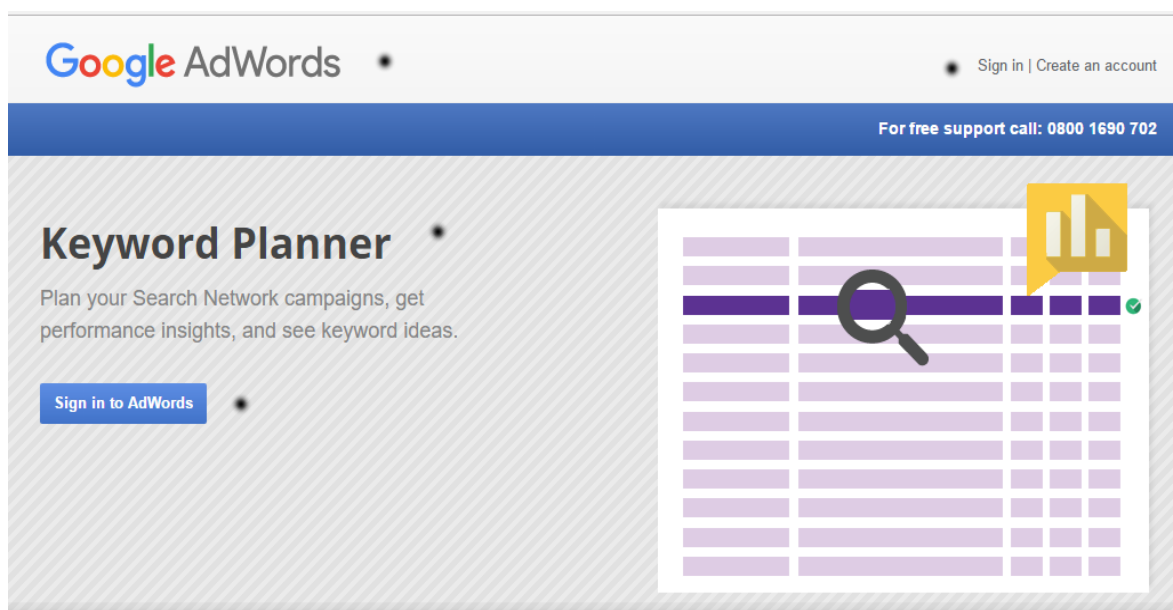 Google AdWords
Sign in | Create an account
For free support call: 0800 1690 702
Keyword Planner
Plan your Search Network campaigns, get
performance insights, and see keyword ideas.
Sign in to AdWords